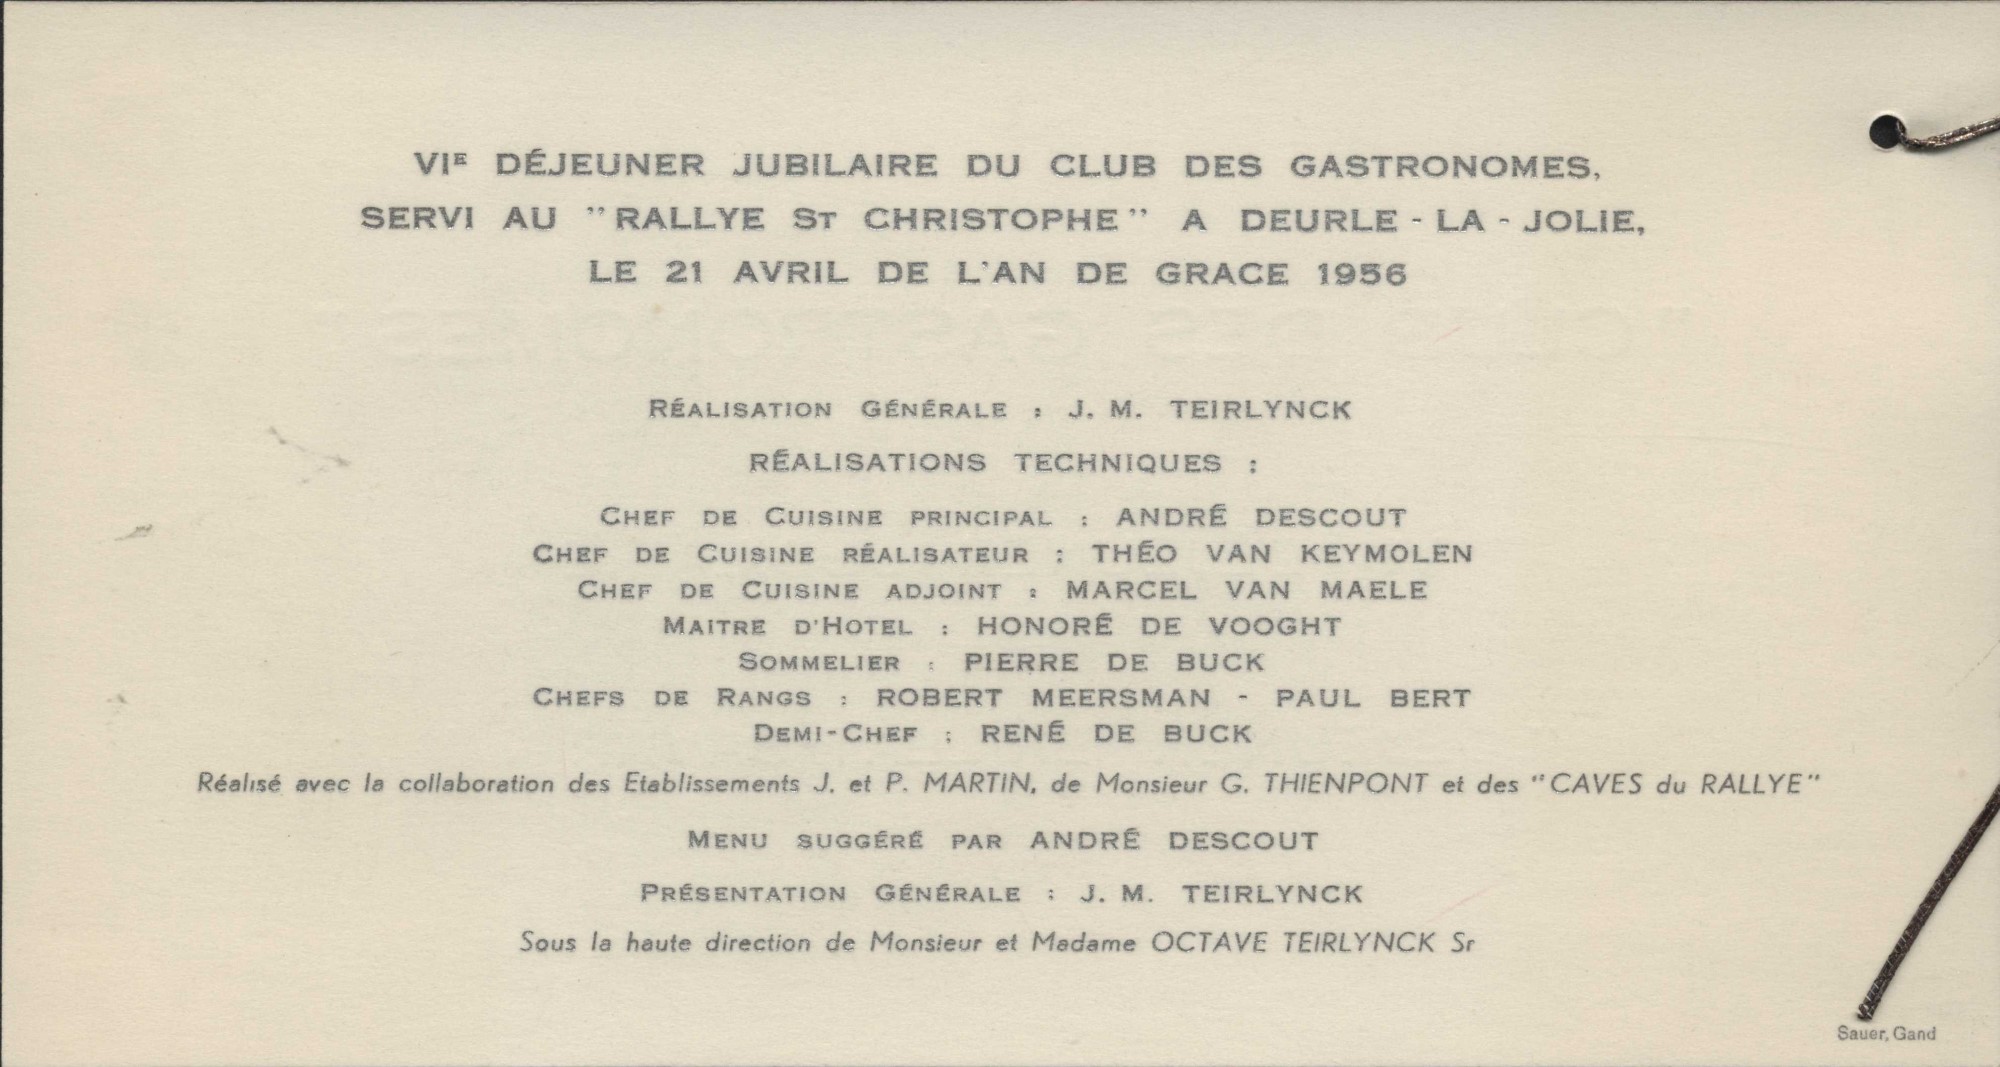 VIE DÉJEUNER JUBILAIRE DU CLUB DES GASTRONOMES,
SERVI AU "RALLYE ST CHRISTOPHE" A DEURLE - LA - JOLIE,
LE 21 AVRIL DE L'AN DE GRACE 1956
RÉALISATION GÉNÉRALE : J. M. TEIRLYNCK
RÉALISATIONS TECHNIQUES :
CHEF DE CUISINE PRINCIPAL : ANDRÉ DESCOUT
CHEF DE CUISINE RÉALISATEUR : THÉO VAN KEYMOLEN
CHEF DE CUISINE ADJOINT : MARCEL VAN MAELE
MAITRE D'HOTEL : HONORÉ DE VOOGHT
SOMMELIER : PIERRE DE BUCK
CHEFS DE RANGS : ROBERT MEERSMAN - PAUL BERT
DEMI-CHEF : RENÉ DE BUCK
Réalisé avec la collaboration des Etablissements J. et P. MARTIN, de Monsieur G. THIENPONT et des "CAVES du RALLYE"
MENU SUGGÉRÉ PAR ANDRÉ DESCOUT
PRÉSENTATION GÉNÉRALE : J. M. TEIRLYNCK
Sous la haute direction de Monsieur et Madame OCTAVE TEIRLYNCK Sr
Sauer, Gand